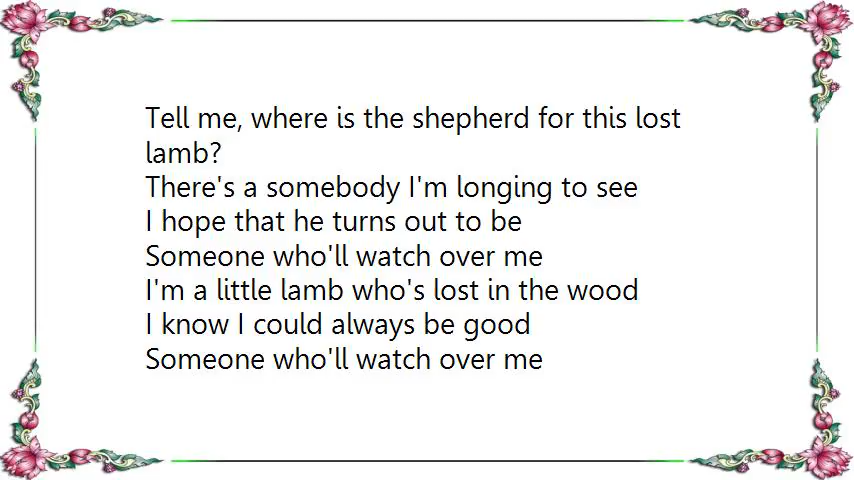 Tell me, where is the shepherd for this lost
lamb?
There's a somebody I'm longing to see
I hope that he turns out to be
Someone who'll watch over me
I'm a little lamb who's lost in the wood
I know I could always be good
Someone who'll watch over me